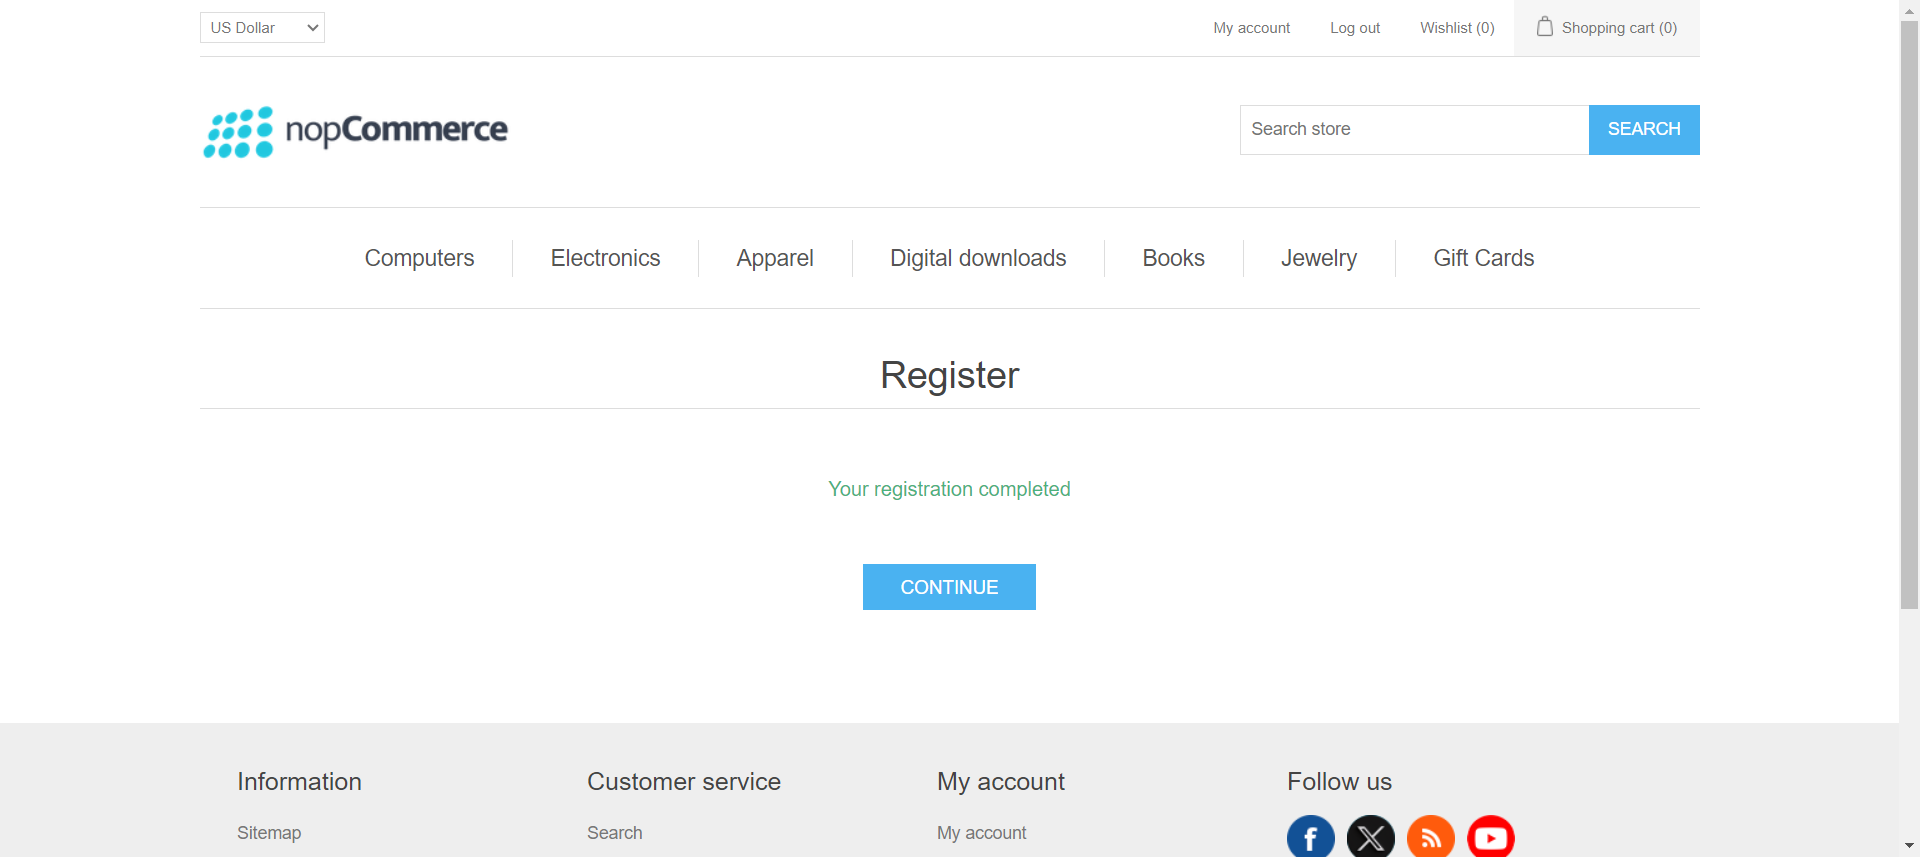 US Dollar
My account
Log out
Wishlist (0)
Shopping cart (0)
nopCommerce
Search store
SEARCH
Computers
Electronics
Apparel
Digital downloads
Books
Jewelry
Gift Cards
Register
Your registration completed
CONTINUE
Information
Customer service
My account
Follow us
Sitemap
Search
My account